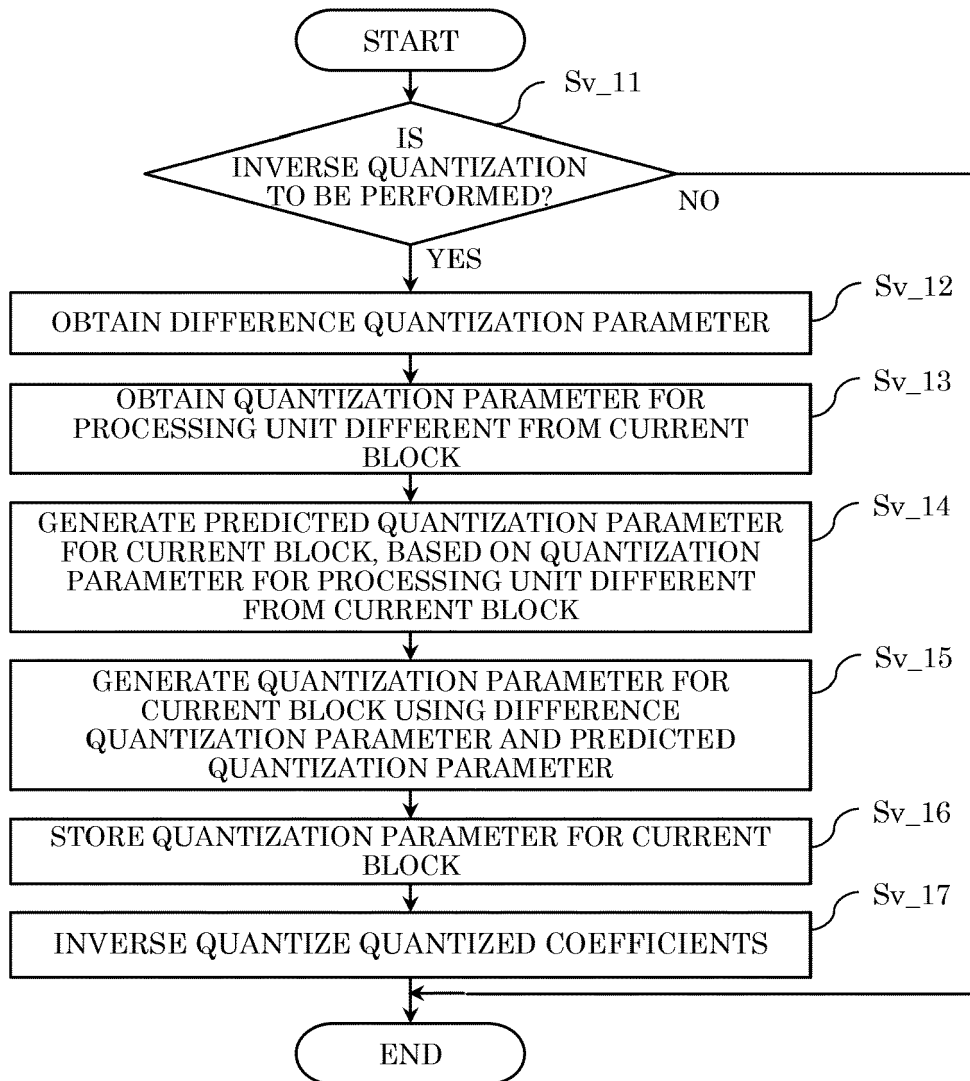 START
Sv_11
IS
INVERSE QUANTIZATION
TO BE PERFORMED?
NO
YES
Sv_12
OBTAIN DIFFERENCE QUANTIZATION PARAMETER
Sv_13
OBTAIN QUANTIZATION PARAMETER FOR
PROCESSING UNIT DIFFERENT FROM CURRENT
BLOCK
Sv_14
GENERATE PREDICTED QUANTIZATION PARAMETER
FOR CURRENT BLOCK, BASED ON QUANTIZATION
PARAMETER FOR PROCESSING UNIT DIFFERENT
FROM CURRENT BLOCK
Sv_15
GENERATE QUANTIZATION PARAMETER FOR
CURRENT BLOCK USING DIFFERENCE
QUANTIZATION PARAMETER AND PREDICTED
QUANTIZATION PARAMETER
Sv_16
STORE QUANTIZATION PARAMETER FOR CURRENT
BLOCK
Sv_17
INVERSE QUANTIZE QUANTIZED COEFFICIENTS
END